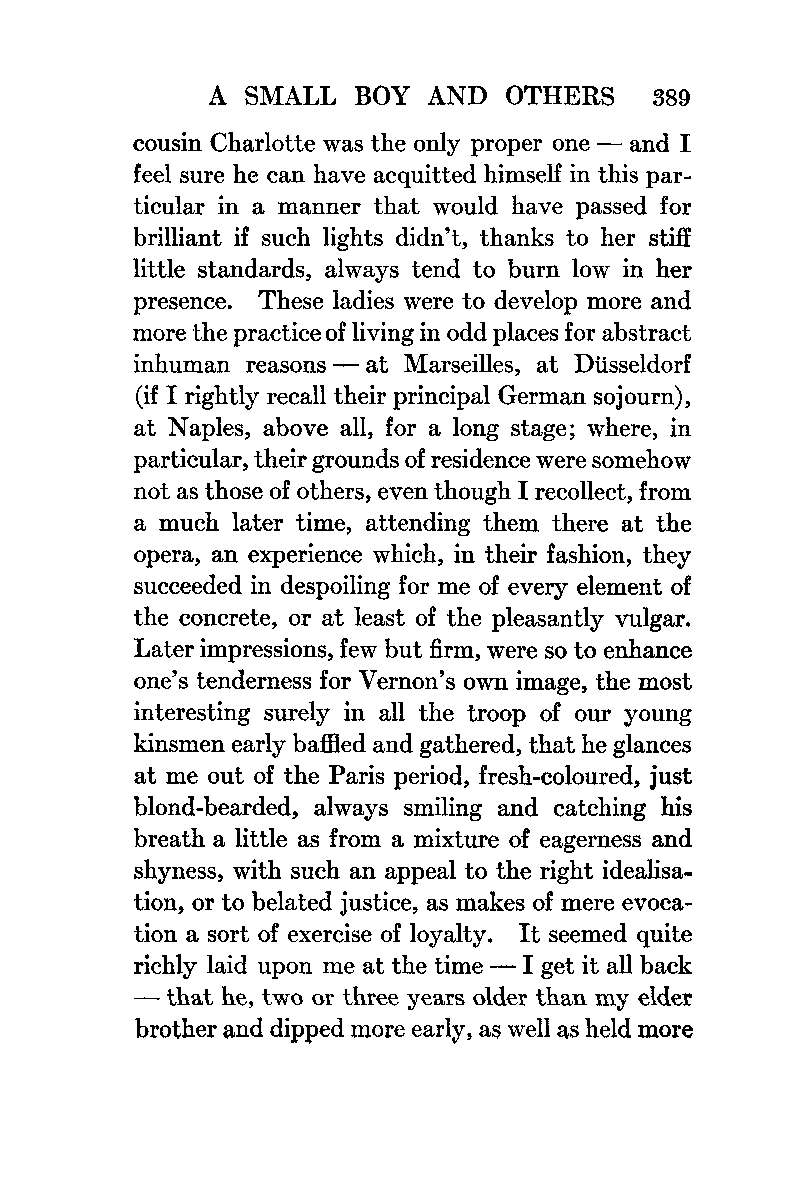 A SMALL BOY AND OTHERS 389
cousin Charlotte was the only proper one — and I
feel sure he can have acquitted himself in this par-
ticular in a manner that would have passed for
brilliant if such lights didn't, thanks to her stiff
little standards, always tend to burn low in her
presence. These ladies were to develop more and
more the practice of living in odd places for abstract
inhuman reasons — at Marseilles, at Düsseldorf
(if I rightly recall their principal German sojourn),
at Naples, above all, for a long stage; where, in
particular, their grounds of residence were somehow
not as those of others, even though I recollect, from
a much later time, attending them there at the
opera, an experience which, in their fashion, they
succeeded in despoiling for me of every element of
the concrete, or at least of the pleasantly vulgar.
Later impressions, few but firm, were so to enhance
one's tenderness for Vernon's own image, the most
interesting surely in all the troop of our young
kinsmen early baffled and gathered, that he glances
at me out of the Paris period, fresh-coloured, just
blond-bearded, always smiling and catching his
breath a little as from a mixture of eagerness and
shyness, with such an appeal to the right idealisa-
tion, or to belated justice, as makes of mere evoca-
tion a sort of exercise of loyalty. It seemed quite
richly laid upon me at the time — I get it all back
— that he, two or three years older than my elder
brother and dipped more early, as well as held more